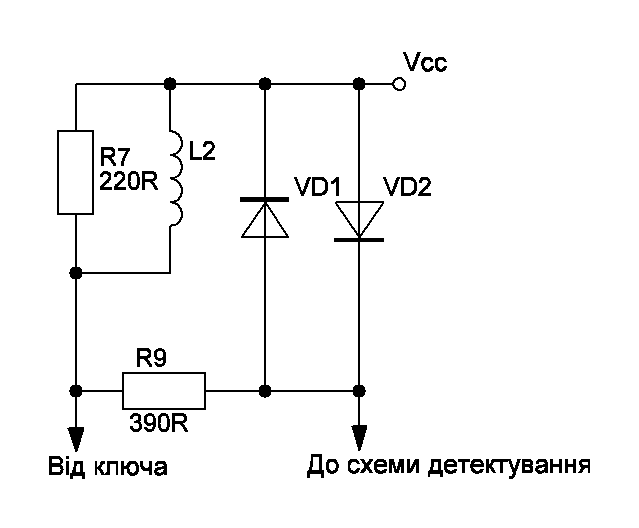 Vcc
R7
220R
L2
VD1
VD2
R9
390R
Від ключа
До схеми детектування